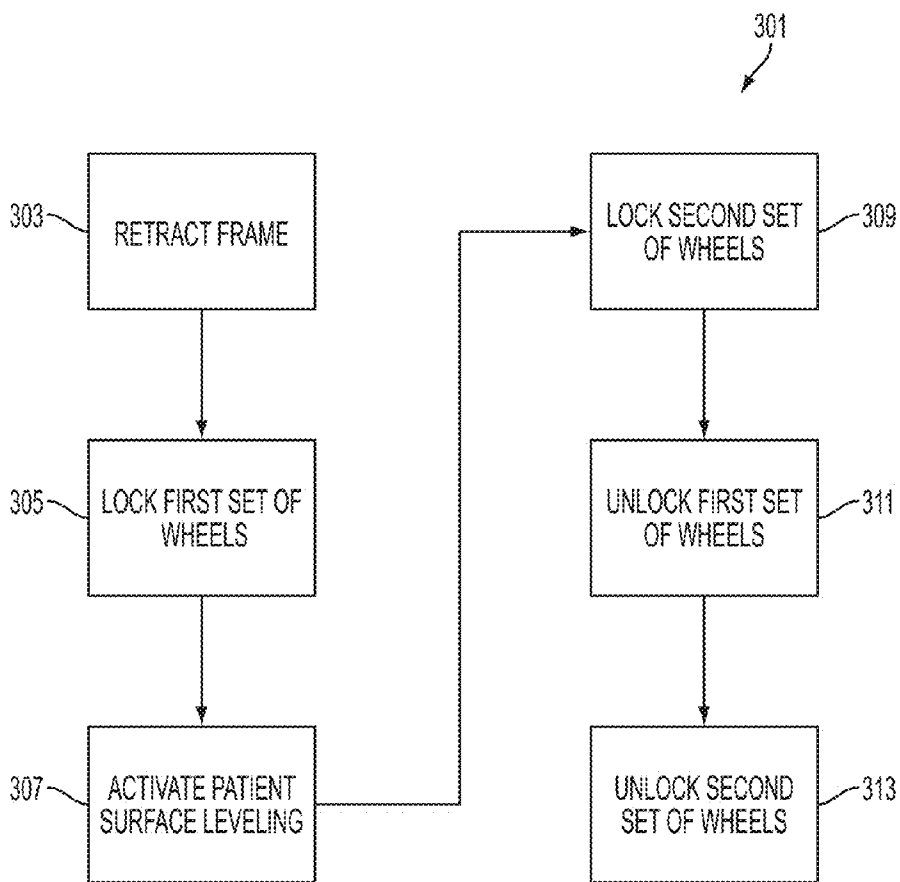 301
303
RETRACT FRAME
305
LOCK FIRST SET OF
WHEELS
307
ACTIVATE PATIENT
SURFACE LEVELING
LOCK SECOND SET
OF WHEELS
309
UNLOCK FIRST SET
OF WHEELS
311
UNLOCK SECOND
SET OF WHEELS
313